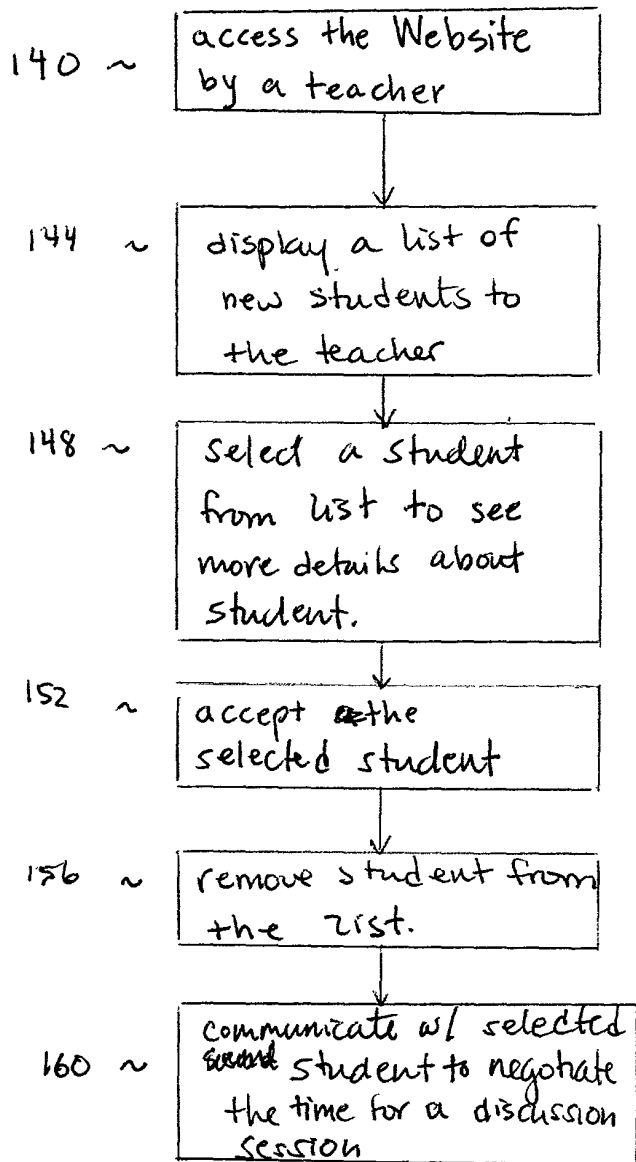 140 ~ access the Website
by a teacher
144 ~ display a list of
new students to
the teacher
148 ~ select a student
from list to see
more details about
student.
152 ~ accept the
selected student
156 ~ remove student from
the list.
160 ~ communicate w/ selected
student to negotiate
the time for a discussion
session